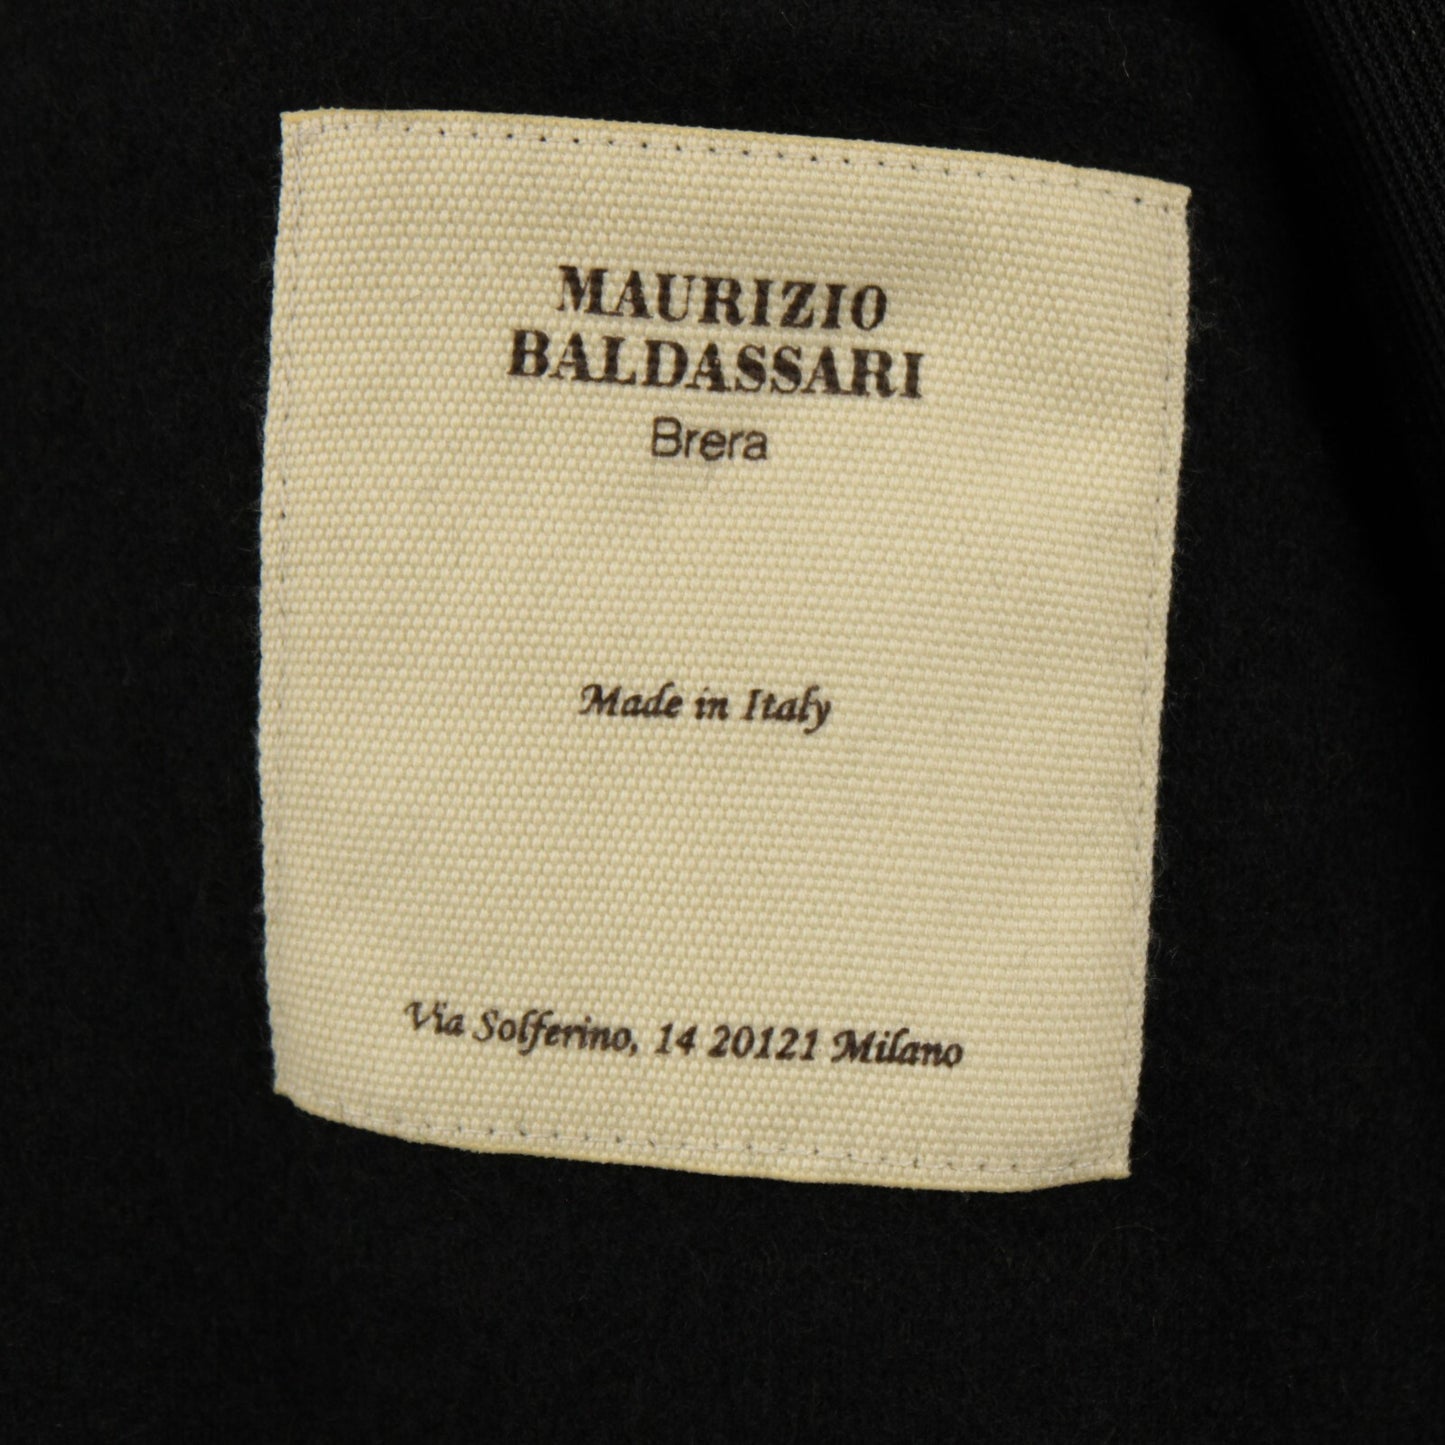 MAURIZIO
BALDASSARI
Brera
Made in Italy
Via Solferino, 14 20121 Milano